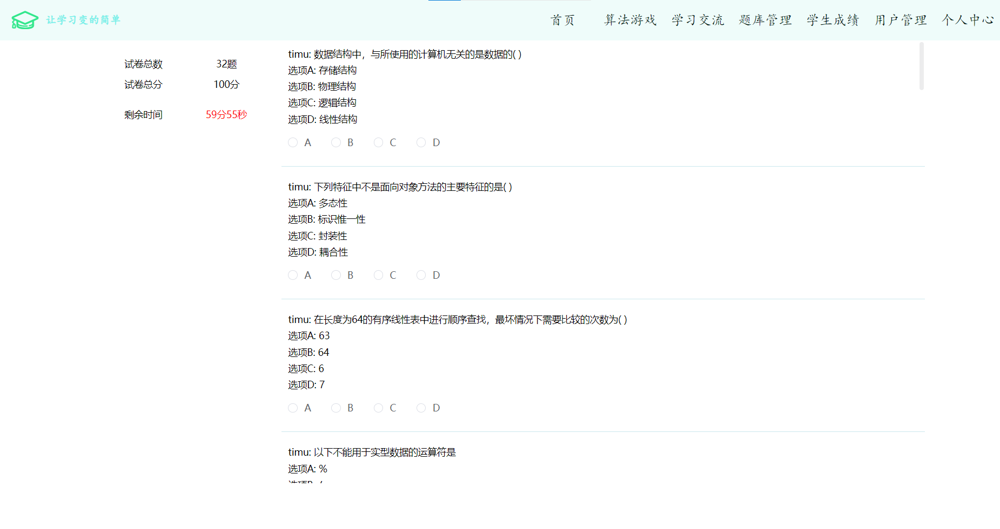 让学习变的简单
首页 算法游戏 学习交流 题库管理 学生成绩 用户管理 个人中心
试卷总数 32题
试卷总分 100分
剩余时间 59分55秒
timu: 数据结构中，与所使用的计算机无关的是数据的( )
选项A: 存储结构
选项B: 物理结构
选项C: 逻辑结构
选项D: 线性结构
A B C D
timu: 下列特征中不是面向对象方法的主要特征的是( )
选项A: 多态性
选项B: 标识惟一性
选项C: 封装性
选项D: 耦合性
A B C D
timu: 在长度为64的有序线性表中进行顺序查找，最坏情况下需要比较的次数为( )
选项A: 63
选项B: 64
选项C: 6
选项D: 7
A B C D
timu: 以下不能用于实型数据的运算符是
选项A: %